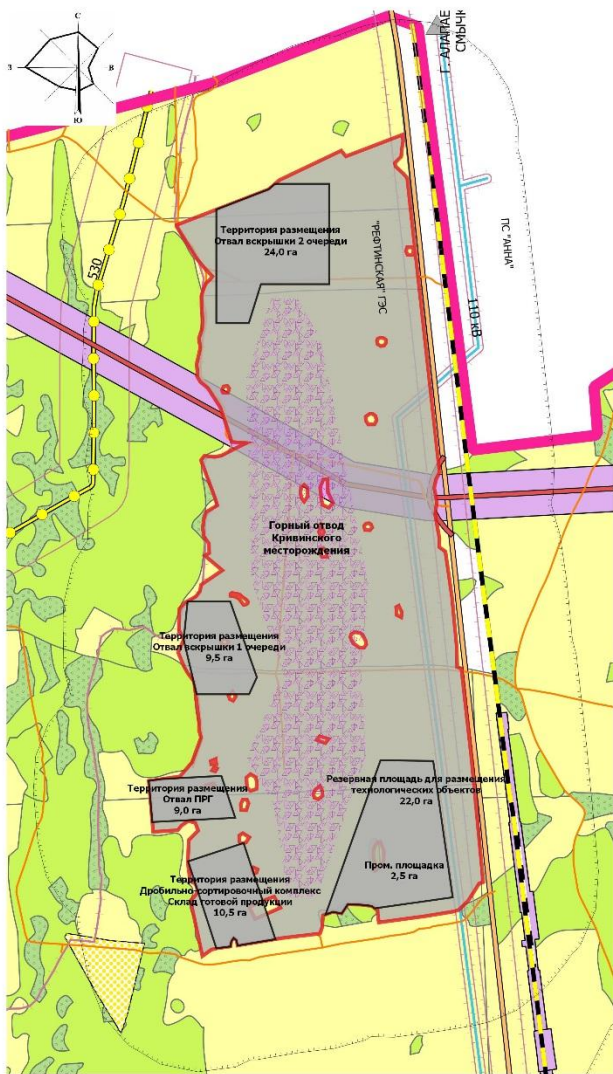 С
З
В
Ю
Г. АЛАПАЕ
СМЫЧК
ПС "АННА"
"РЕФТИНСКАЯ" ГЭС
110 кВ
530
Территория размещения
Отвал вскрышки 2 очереди
24,0 га
Горный отвод
Кривинского
месторождения
Территория размещения
Отвал вскрышки 1 очереди
9,5 га
Территория размещения
Отвал ПРГ
9,0 га
Резервная площадь для размещения
технологических объектов
22,0 га
Пром. площадка
2,5 га
Территория размещения
Дробильно-сортировочный комплекс
Склад готовой продукции
10,5 га